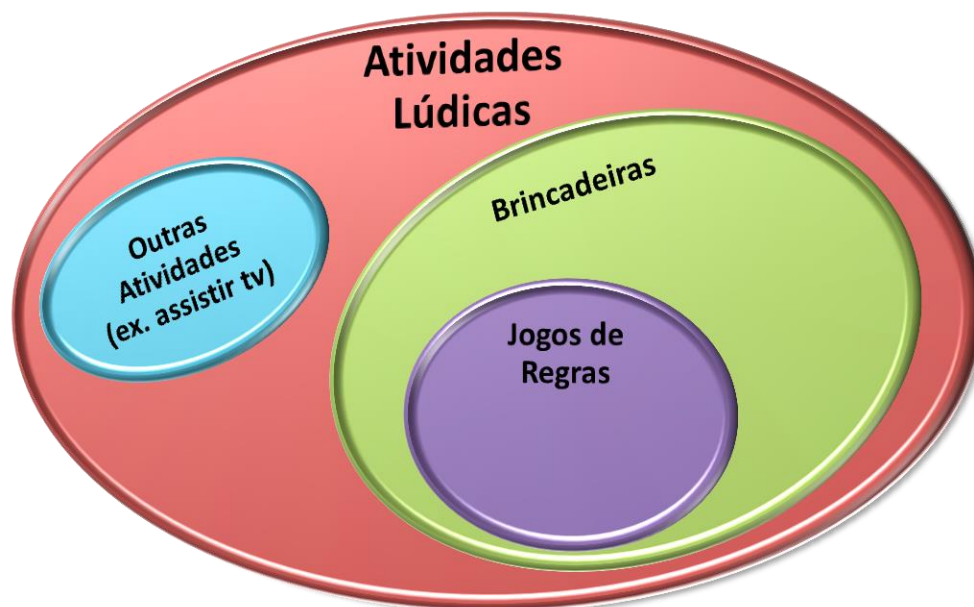 Atividades
Lúdicas
Brincadeiras
Outras
Atividades
(ex. assistir tv)
Jogos de
Regras